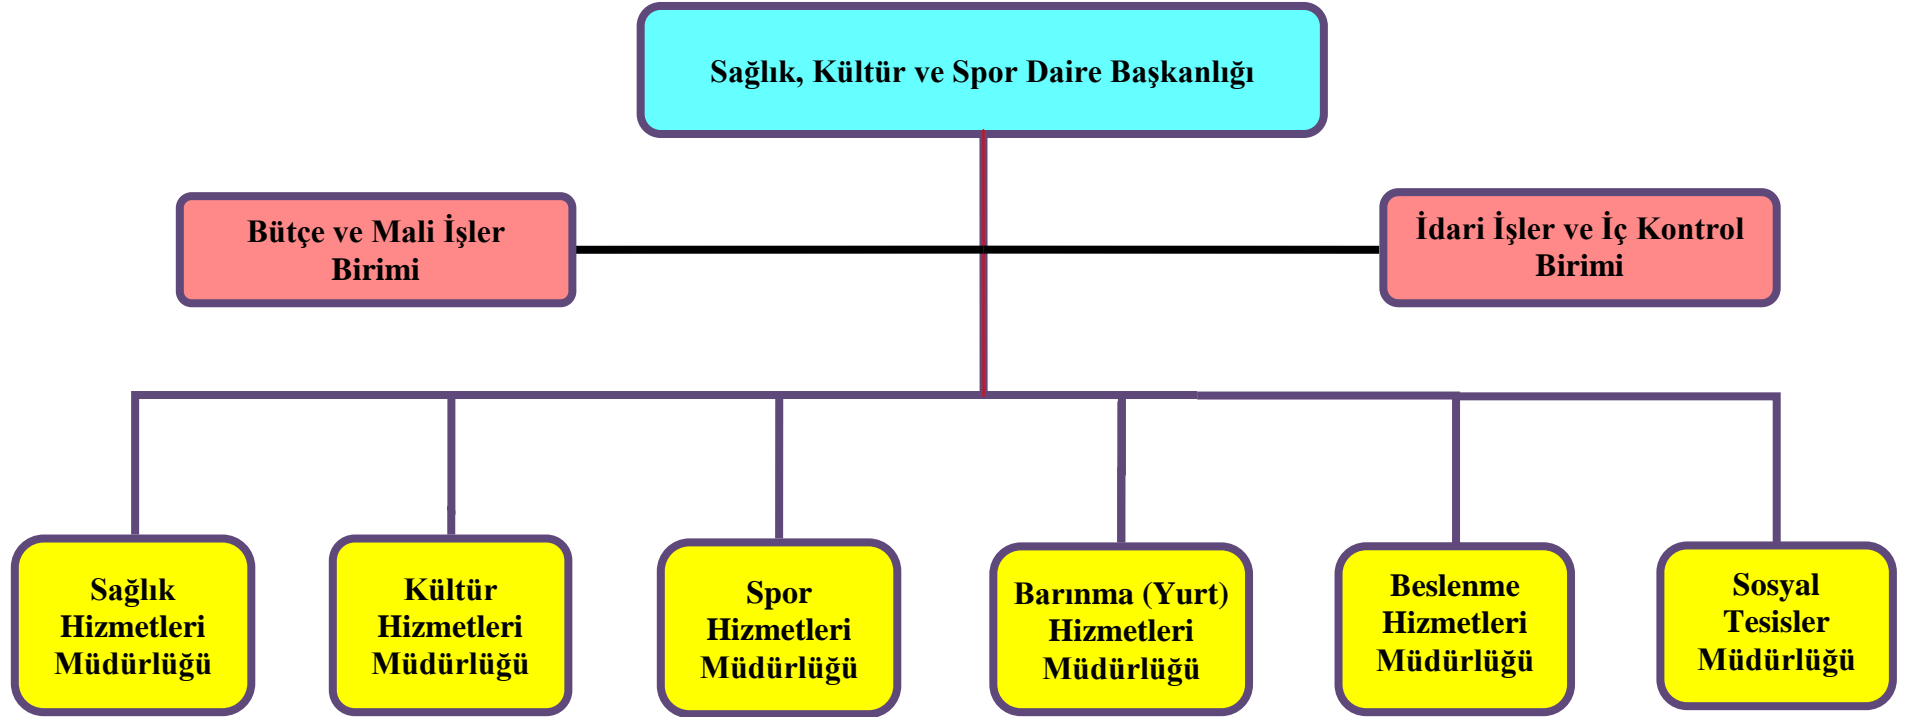 Sağlık, Kültür ve Spor Daire Başkanlığı
Bütçe ve Mali İşler
Birimi
İdari İşler ve İç Kontrol
Birimi
Sağlık
Hizmetleri
Müdürlüğü
Kültür
Hizmetleri
Müdürlüğü
Spor
Hizmetleri
Müdürlüğü
Barınma (Yurt)
Hizmetleri
Müdürlüğü
Beslenme
Hizmetleri
Müdürlüğü
Sosyal
Tesisler
Müdürlüğü